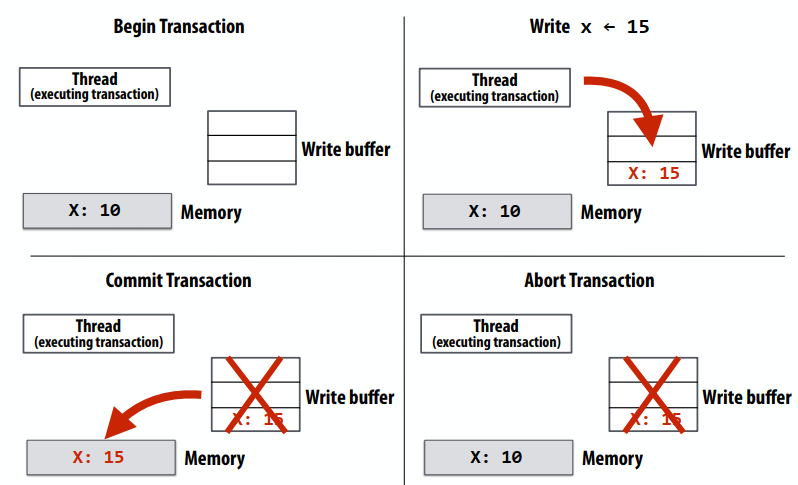 Begin Transaction
Thread
(executing transaction)
Write buffer
X: 10
Memory
Write x ← 15
Thread
(executing transaction)
Write buffer
X: 15
X: 10
Memory
Commit Transaction
Thread
(executing transaction)
Write buffer
X: 15
X: 15
Memory
Abort Transaction
Thread
(executing transaction)
Write buffer
X: 15
X: 10
Memory